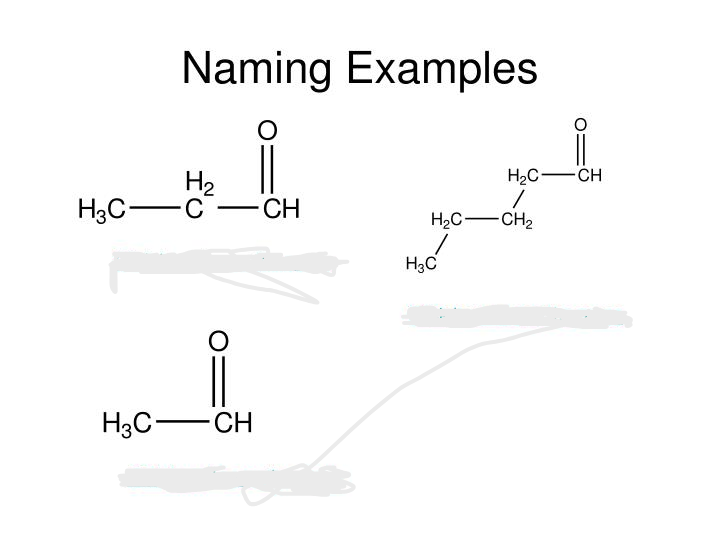 Naming Examples
O
H₂
H₃C C CH
O
H₂C CH
H₂C CH₂
H₃C
O
H₃C CH